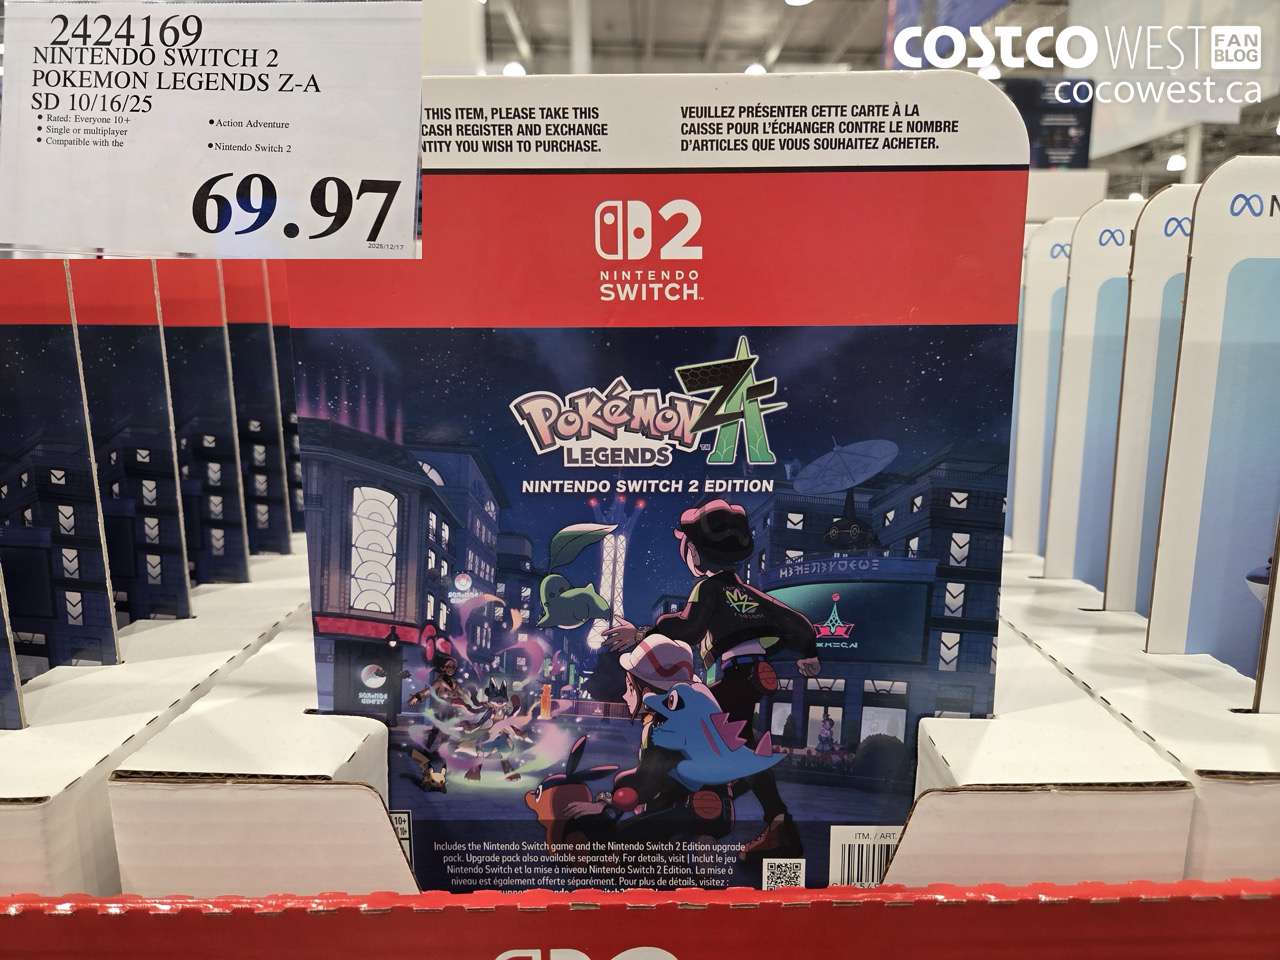 2424169
NINTENDO SWITCH 2
POKEMON LEGENDS Z-A
SD 10/16/25
• Rated: Everyone 10+
• Single or multiplayer
• Compatible with the
• Action Adventure
• Nintendo Switch 2
69.97
2025/12/17
COSTCO WEST FAN BLOG
cocowest.ca
THIS ITEM, PLEASE TAKE THIS
CASH REGISTER AND EXCHANGE
NTITY YOU WISH TO PURCHASE.
VEUILLEZ PRÉSENTER CETTE CARTE À LA
CAISSE POUR L'ÉCHANGER CONTRE LE NOMBRE
D'ARTICLES QUE VOUS SOUHAITEZ ACHETER.
2
NINTENDO
SWITCH™
POKéMON ZA™
LEGENDS
NINTENDO SWITCH 2 EDITION
10+
Includes the Nintendo Switch game and the Nintendo Switch 2 Edition upgrade
pack. Upgrade pack also available separately. For details, visit | Inclut le jeu
Nintendo Switch et la mise à niveau Nintendo Switch 2 Edition. La mise à
niveau est également offerte séparément. Pour plus de détails, visitez :
ITM. / ART.